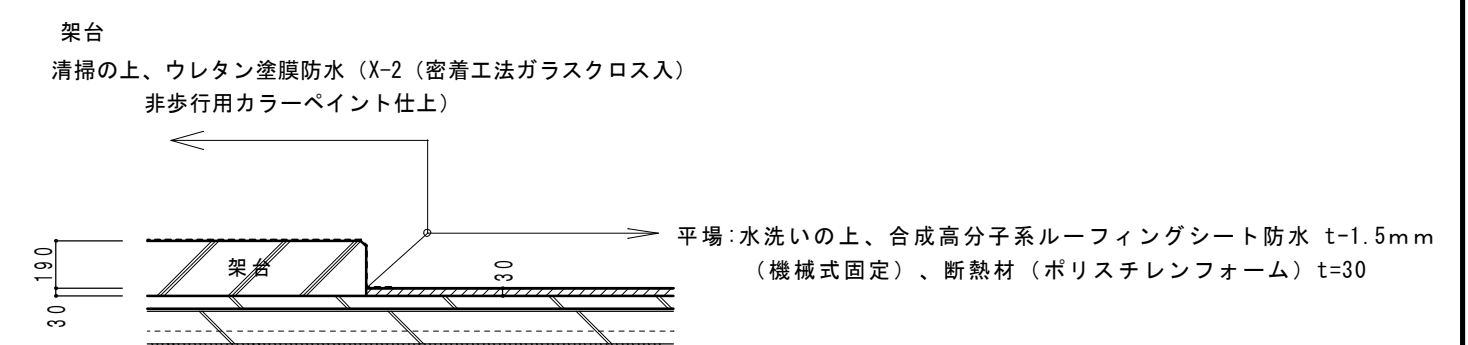 架台
清掃の上、ウレタン塗膜防水（X-2（密着工法ガラスクロス入）
非歩行用カラーペイント仕上）
平場:水洗いの上、合成高分子系ルーフィングシート防水 t-1.5mm
（機械式固定）、断熱材（ポリスチレンフォーム）t=30
190
架台
30
30